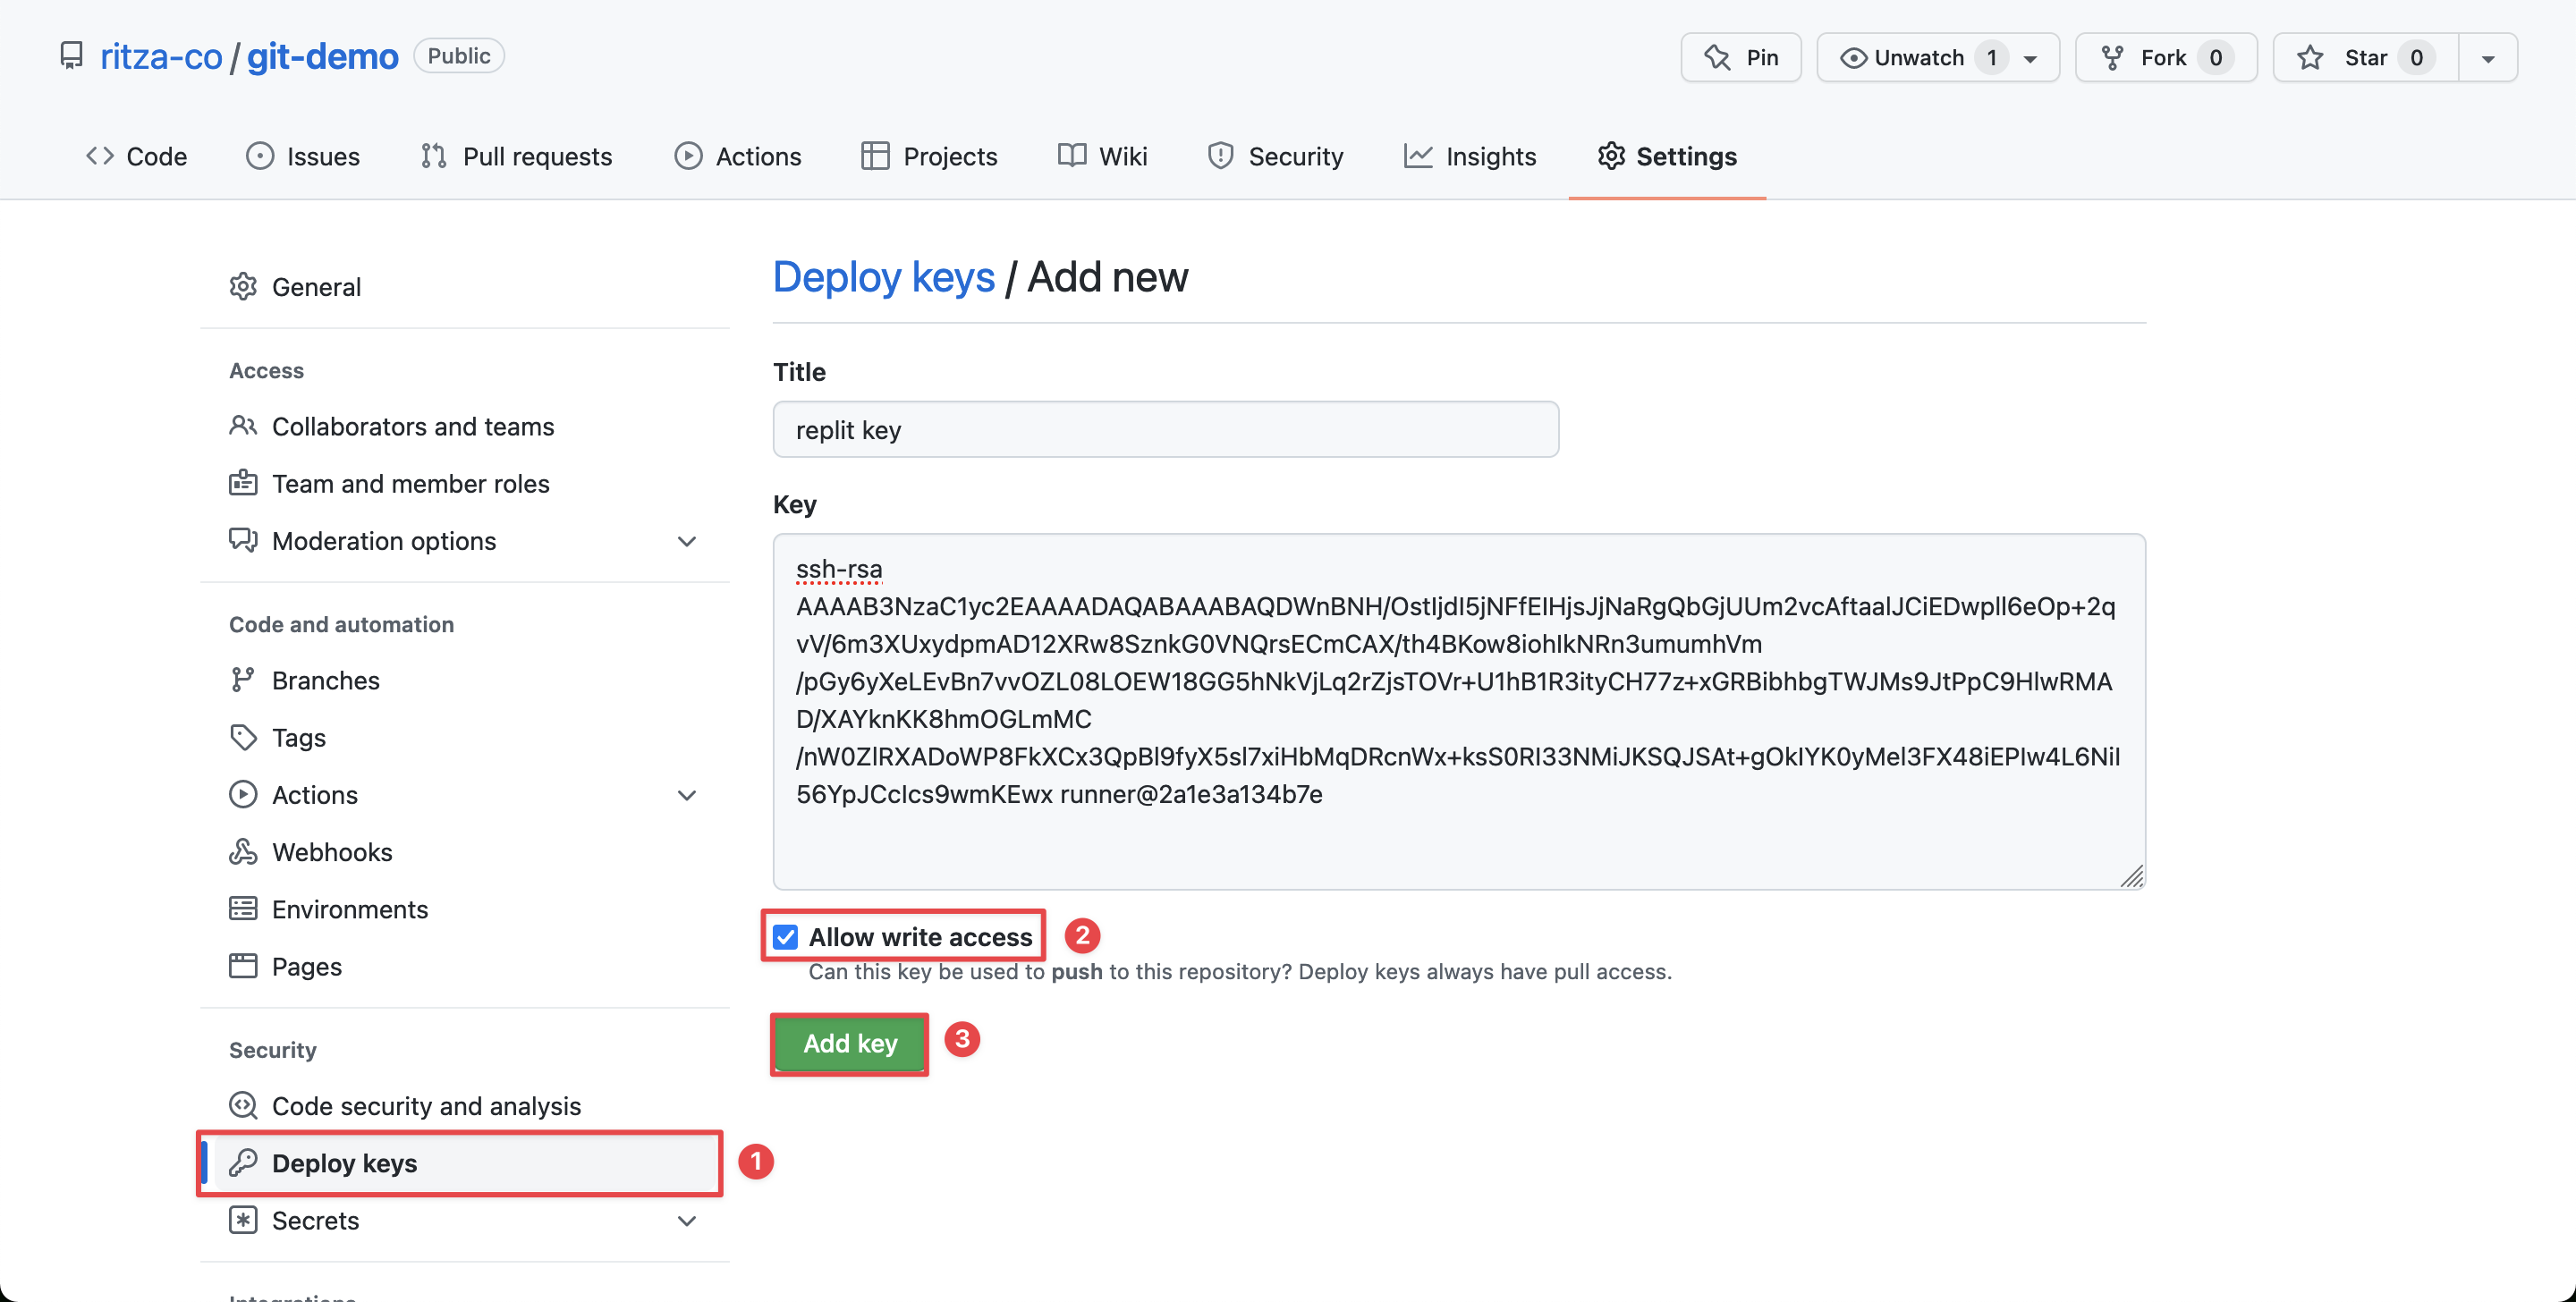 ritza-co / git-demo Public
Pin
Unwatch 1
Fork 0
Star 0
Code
Issues
Pull requests
Actions
Projects
Wiki
Security
Insights
Settings
General
Access
Collaborators and teams
Team and member roles
Moderation options
Code and automation
Branches
Tags
Actions
Webhooks
Environments
Pages
Security
Code security and analysis
Deploy keys
1
Secrets
Deploy keys / Add new
Title
replit key
Key
ssh-rsa
AAAAB3NzaC1yc2EAAAADAQABAAABAQDWnBNH/OstIjdI5jNFfEIHjsJjNaRgQbGjUUm2vcAftaalJCiEDwpll6eOp+2q
vV/6m3XUxydpmAD12XRw8SznkG0VNQrsECmCAX/th4BKow8iohIkNRn3umumhVm
/pGy6yXeLEvBn7vvOZL08LOEW18GG5hNkVjLq2rZjsTOVr+U1hB1R3ityCH77z+xGRBibhbgTWJMs9JtPpC9HlwRMA
D/XAYknKK8hmOGLmMC
/nW0ZlRXADoWP8FkXCx3QpBl9fyX5sl7xiHbMqDRcnWx+ksS0RI33NMiJKSQJSAt+gOkIYK0yMel3FX48iEPIw4L6NiI
56YpJCcIcs9wmKEwx runner@2a1e3a134b7e
Allow write access
2
Can this key be used to push to this repository? Deploy keys always have pull access.
Add key
3